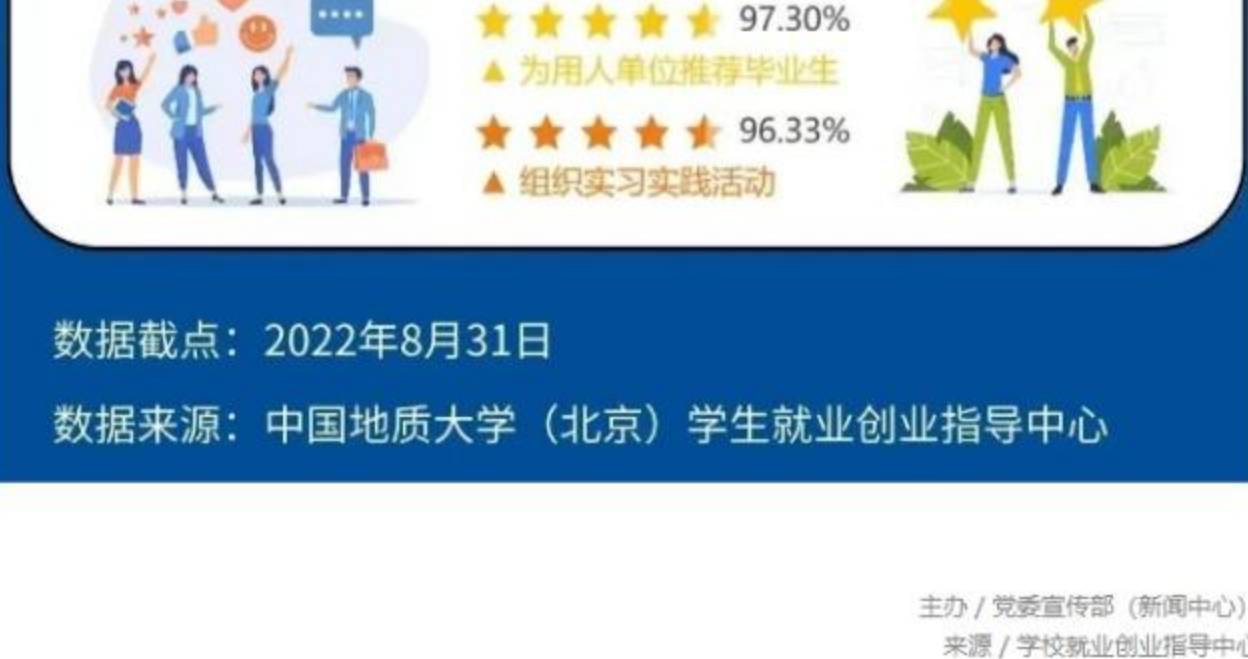 97.30%
▲ 为用人单位推荐毕业生
96.33%
▲ 组织实习实践活动
数据截点：2022年8月31日
数据来源：中国地质大学（北京）学生就业创业指导中心
主办 / 党委宣传部（新闻中心）
来源 / 学校就业创业指导中心